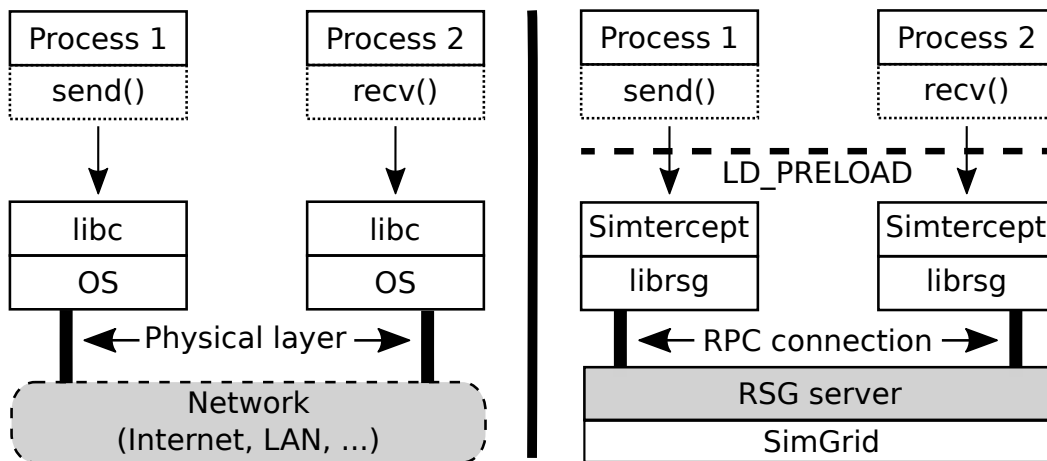 Process 1
send()
Process 2
recv()
libc
OS
libc
OS
Physical layer
Network
(Internet, LAN, ...)
Process 1
send()
Process 2
recv()
LD_PRELOAD
Simtercept
librsg
Simtercept
librsg
RPC connection
RSG server
SimGrid